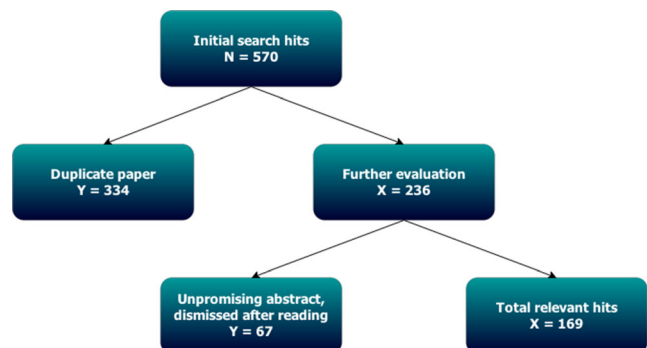 Initial search hits
N = 570
Duplicate paper
Y = 334
Further evaluation
X = 236
Unpromising abstract,
dismissed after reading
Y = 67
Total relevant hits
X = 169